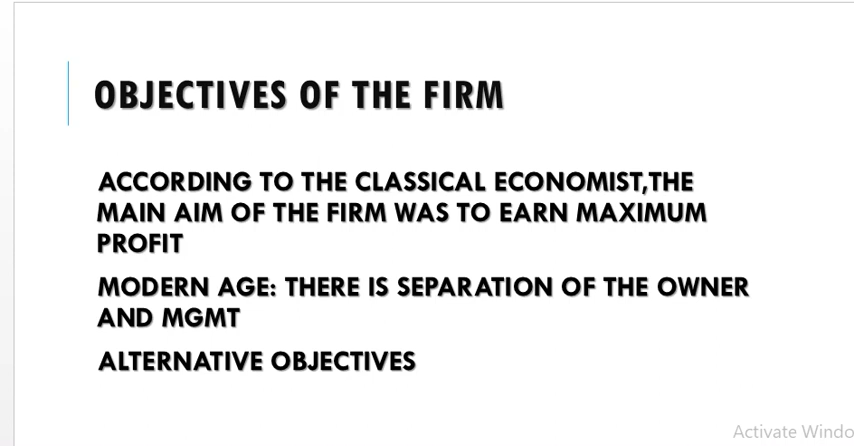 OBJECTIVES OF THE FIRM
ACCORDING TO THE CLASSICAL ECONOMIST,THE
MAIN AIM OF THE FIRM WAS TO EARN MAXIMUM
PROFIT
MODERN AGE: THERE IS SEPARATION OF THE OWNER
AND MGMT
ALTERNATIVE OBJECTIVES
Activate Windo